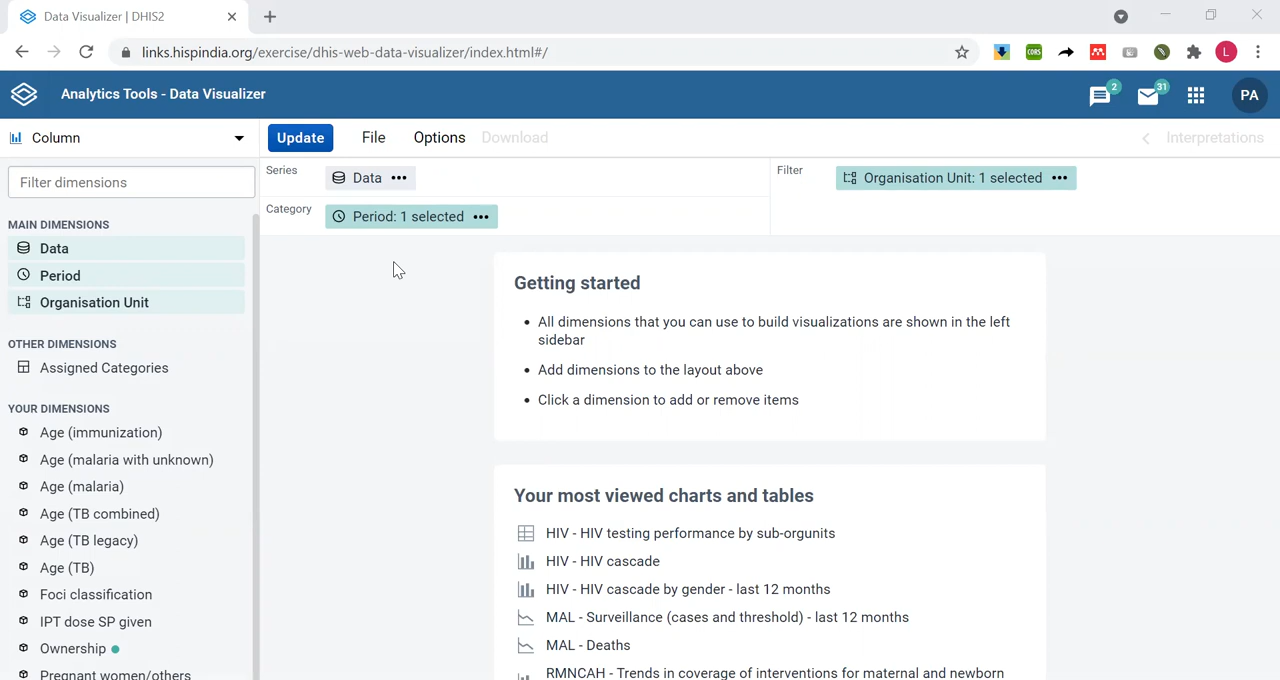 Data Visualizer | DHIS2
links.hispindia.org/exercise/dhis-web-data-visualizer/index.html#/
CORS
L
Analytics Tools - Data Visualizer
2
31
PA
Column
Update
File
Options
Download
Interpretations
Filter dimensions
Series
Data
Filter
Organisation Unit: 1 selected
Category
Period: 1 selected
MAIN DIMENSIONS
Data
Period
Organisation Unit
OTHER DIMENSIONS
Assigned Categories
YOUR DIMENSIONS
Age (immunization)
Age (malaria with unknown)
Age (malaria)
Age (TB combined)
Age (TB legacy)
Age (TB)
Foci classification
IPT dose SP given
Ownership
Pregnant women/others
Getting started
All dimensions that you can use to build visualizations are shown in the left
sidebar
Add dimensions to the layout above
Click a dimension to add or remove items
Your most viewed charts and tables
HIV - HIV testing performance by sub-orgunits
HIV - HIV cascade
HIV - HIV cascade by gender - last 12 months
MAL - Surveillance (cases and threshold) - last 12 months
MAL - Deaths
RMNCAH - Trends in coverage of interventions for maternal and newborn